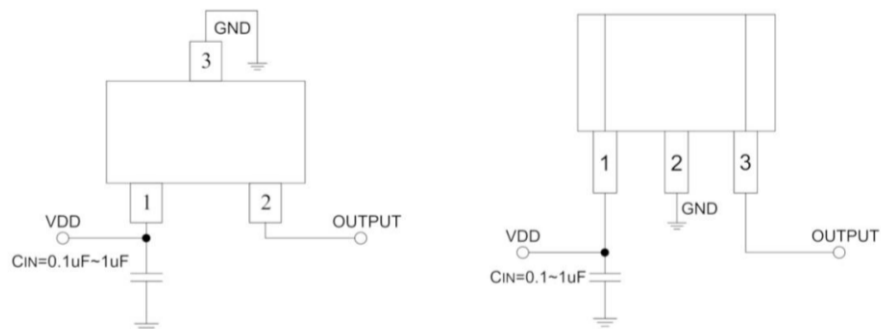 GND
3
1
2
VDD
OUTPUT
CIN=0.1uF~1uF
1
2
3
GND
VDD
OUTPUT
CIN=0.1~1uF